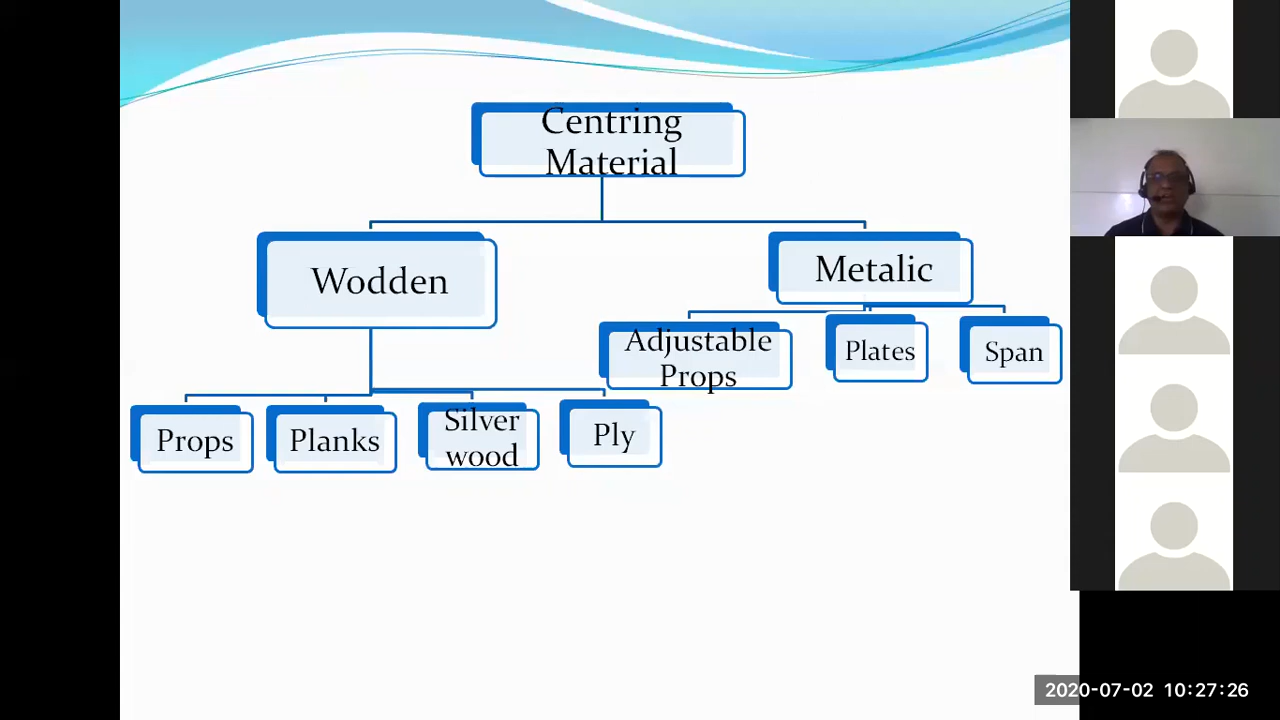 Centring
Material
Wodden
Metalic
Adjustable
Props
Plates
Span
Props
Planks
Silver
wood
Ply
2020-07-02 10:27:26